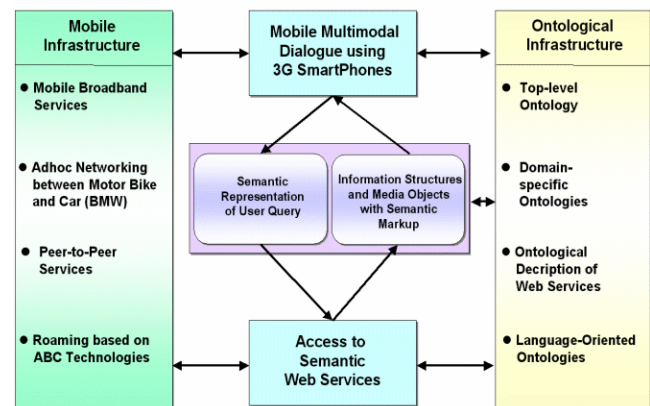 Mobile
Infrastructure
● Mobile Broadband
Services
● Adhoc Networking
between Motor Bike
and Car (BMW)
● Peer-to-Peer
Services
● Roaming based on
ABC Technologies
Mobile Multimodal
Dialogue using
3G SmartPhones
Semantic
Representation
of User Query
Information Structures
and Media Objects
with Semantic
Markup
Access to
Semantic
Web Services
Ontological
Infrastructure
● Top-level
Ontology
● Domain-
specific
Ontologies
● Ontological
Decription of
Web Services
● Language-Oriented
Ontologies